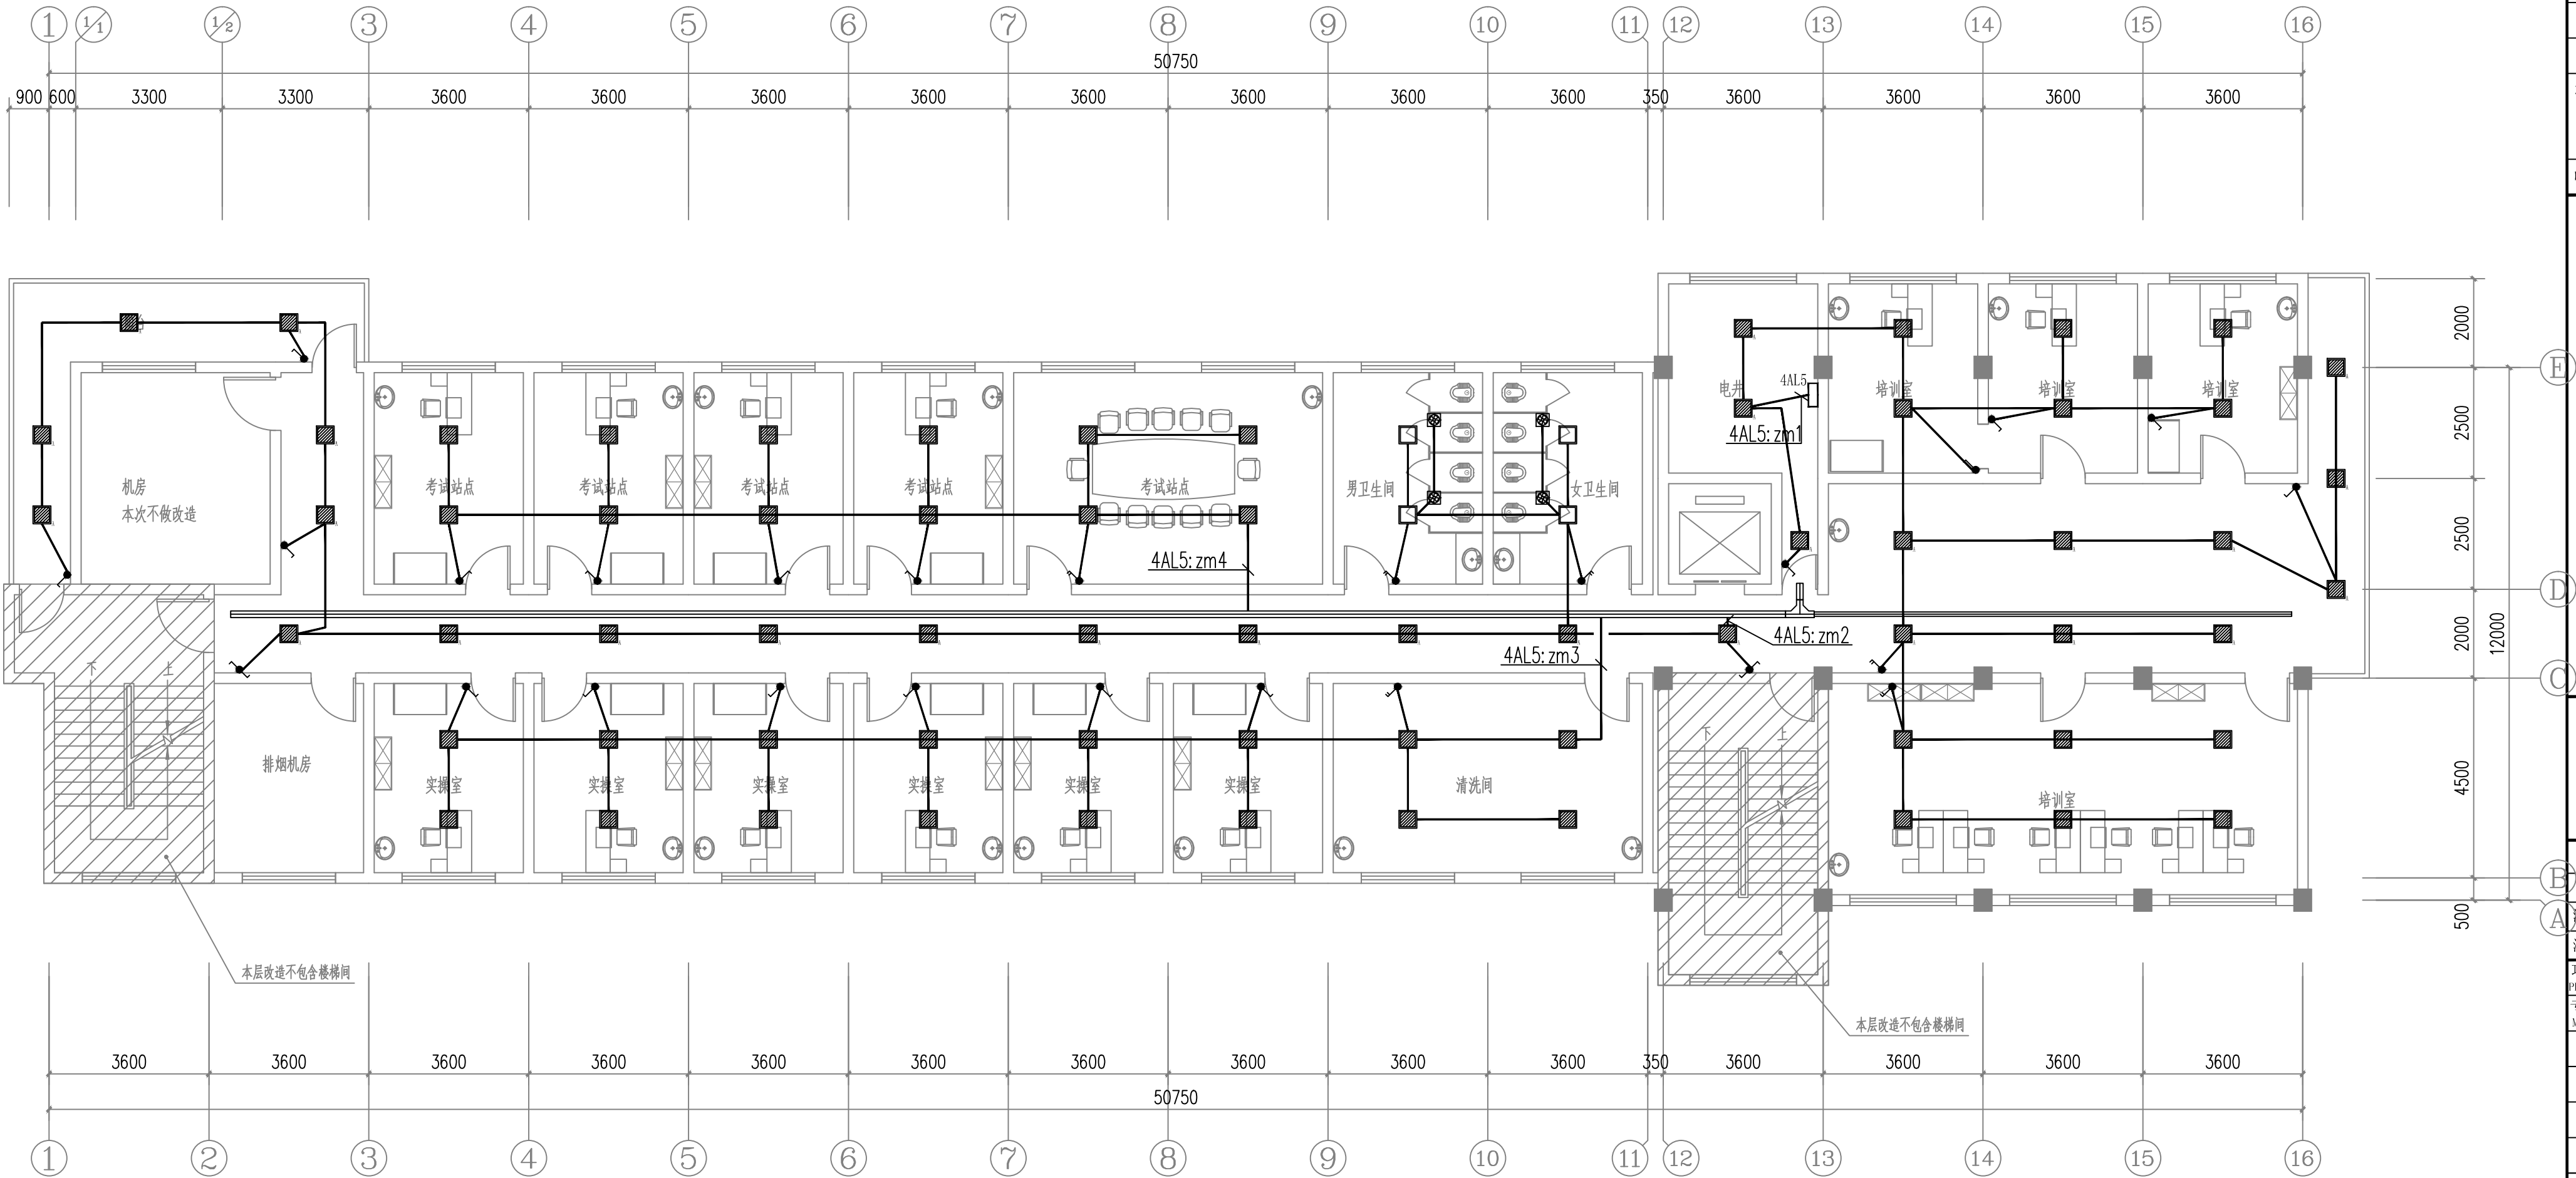 1 1/1 1/2 3 4 5 6 7 8 9 10 11 12 13 14 15 16
50750
900 600 3300 3300 3600 3600 3600 3600 3600 3600 3600 3600 350 3600 3600 3600 3600
2000
E
电井 4AL5 培训室 培训室 培训室
4AL5: zm1
2500
机房
本次不做改造
考试站点 考试站点 考试站点 考试站点 考试站点 男卫生间 女卫生间
2500
4AL5: zm4
D
4AL5: zm3
4AL5: zm2
2000
12000
C
下 上
下 上
排烟机房 实操室 实操室 实操室 实操室 实操室 实操室 清洗间 培训室
4500
B
500
A
本层改造不包含楼梯间
本层改造不包含楼梯间
3600 3600 3600 3600 3600 3600 3600 3600 3600 3600 350 3600 3600 3600 3600
50750
1 2 3 4 5 6 7 8 9 10 11 12 13 14 15 16